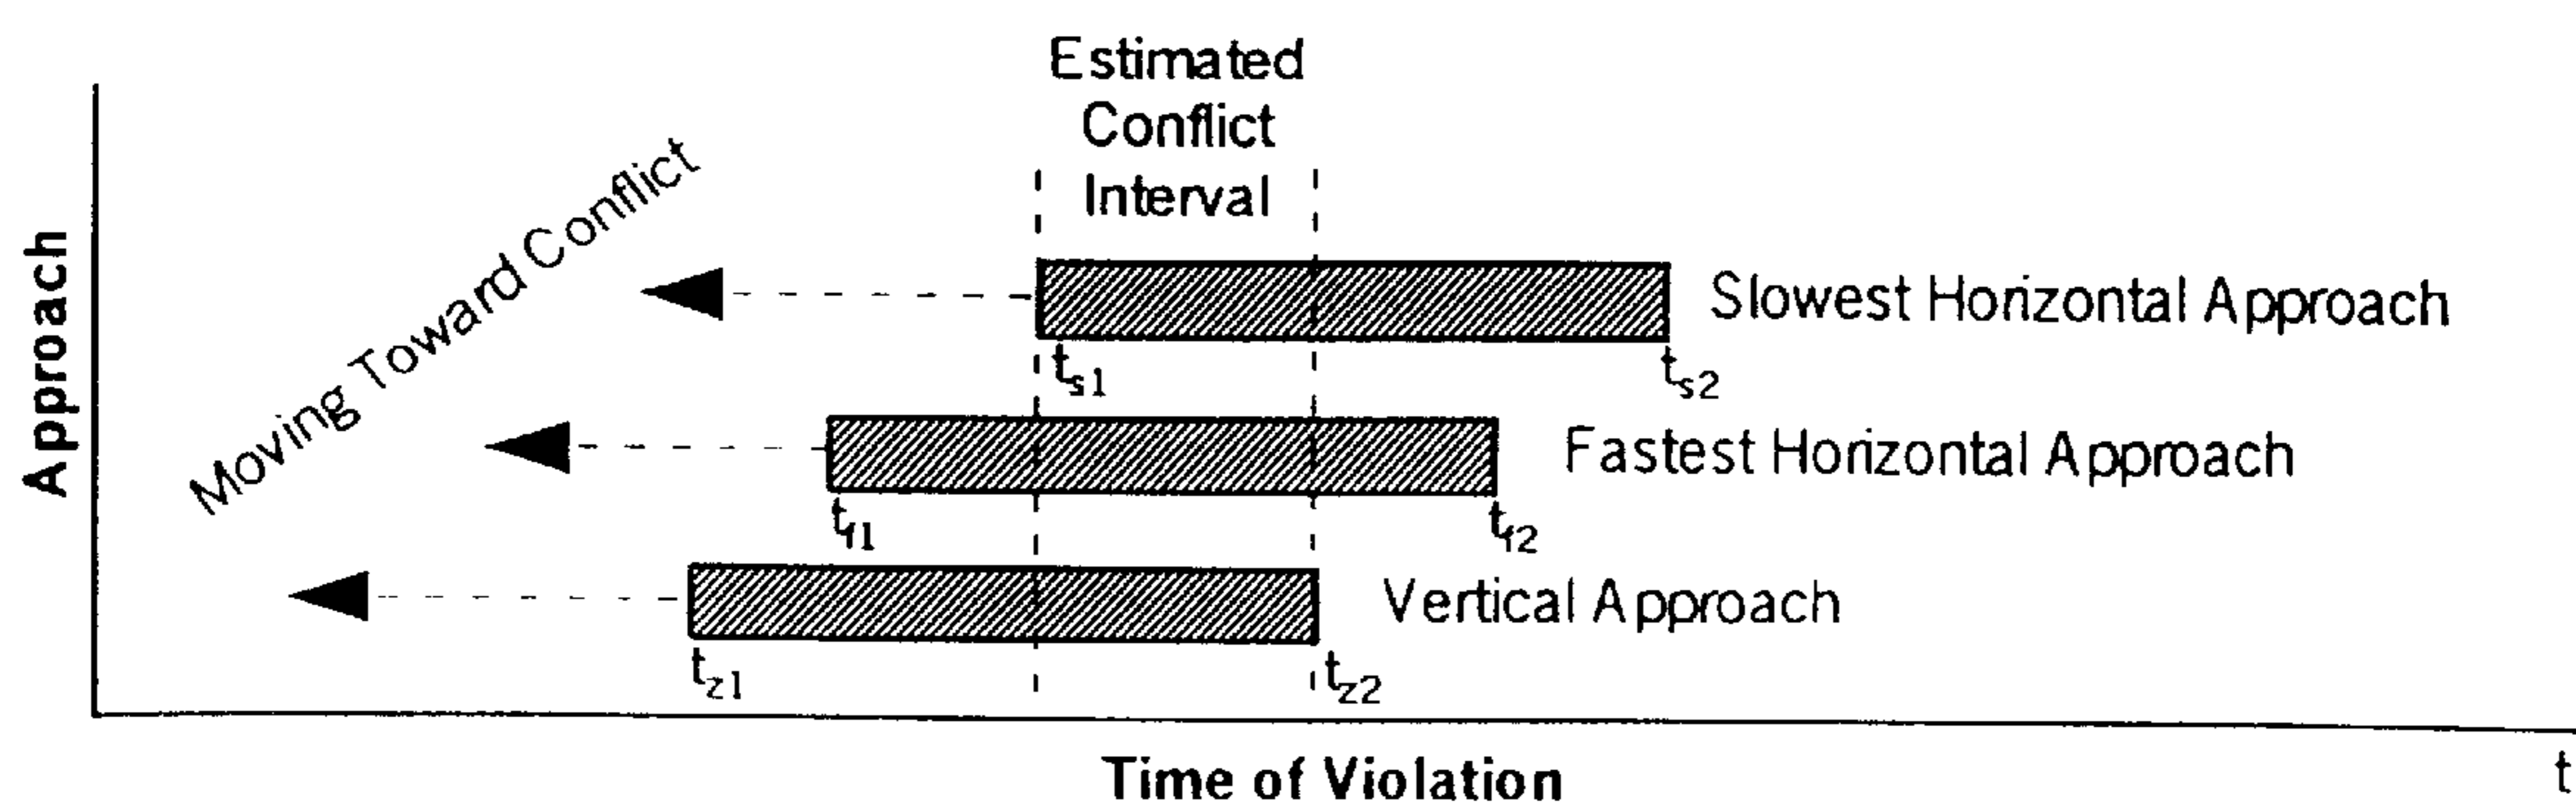 Estimated
Conflict
Interval
Moving Toward Conflict
Approach
Slowest Horizontal Approach
ts1
ts2
Fastest Horizontal Approach
tf1
tf2
Vertical Approach
tz1
tz2
Time of Violation
t